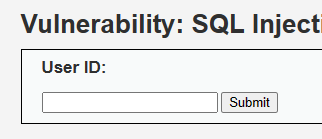 Vulnerability: SQL Injecti
User ID:
Submit